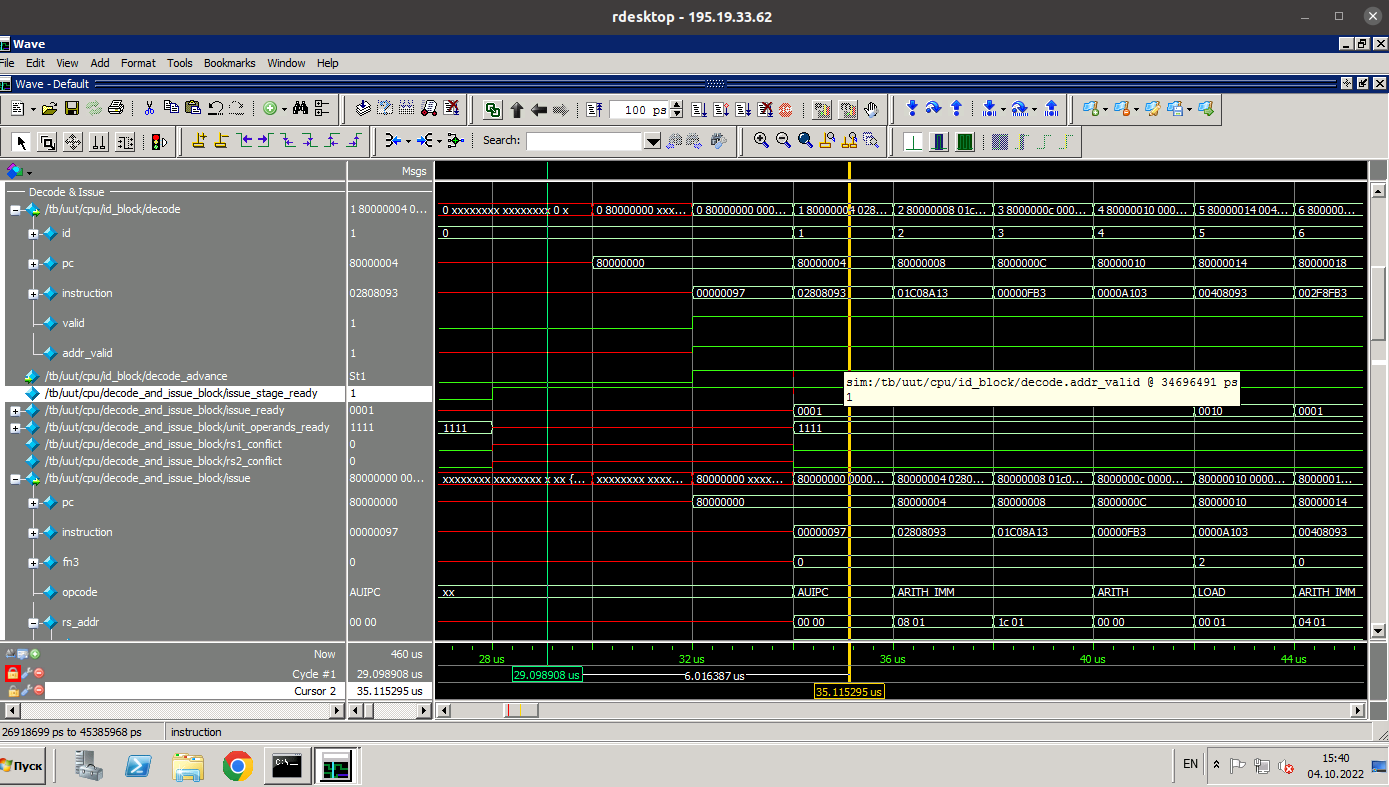 rdesktop - 195.19.33.62
Wave
File Edit View Add Format Tools Bookmarks Window Help
Wave - Default
100 ps
Search:
Msgs
Decode & Issue
/tb/uut/cpu/id_block/decode 1 80000004 0... 0 xxxxxxxx xxxxxxxx 0 x 0 80000000 xxx... 0 80000000 000... 1 80000004 028... 2 80000008 01c... 3 8000000c 000... 4 80000010 000... 5 80000014 004... 6 800000...
id 1 0 1 2 3 4 5 6
pc 80000004 80000000 80000004 80000008 8000000C 80000010 80000014 80000018
instruction 02808093 00000097 02808093 01C08A13 00000FB3 0000A103 00408093 002F8FB3
valid 1
addr_valid 1
/tb/uut/cpu/id_block/decode_advance St1
sim:/tb/uut/cpu/id_block/decode.addr_valid @ 34696491 ps
1
/tb/uut/cpu/decode_and_issue_block/issue_stage_ready 1
/tb/uut/cpu/decode_and_issue_block/issue_ready 0001 0001 0010 0001
/tb/uut/cpu/decode_and_issue_block/unit_operands_ready 1111 1111 1111
/tb/uut/cpu/decode_and_issue_block/rs1_conflict 0
/tb/uut/cpu/decode_and_issue_block/rs2_conflict 0
/tb/uut/cpu/decode_and_issue_block/issue 80000000 00... xxxxxxxx xxxxxxxx x xx {... xxxxxxxx xxxx... 80000000 xxxx... 80000000 0000... 80000004 0280... 80000008 01c0... 8000000c 0000... 80000010 0000... 8000001...
pc 80000000 80000000 80000004 80000008 8000000C 80000010 80000014
instruction 00000097 00000097 02808093 01C08A13 00000FB3 0000A103 00408093
fn3 0 0 2 0
opcode AUIPC xx AUIPC ARITH_IMM ARITH LOAD ARITH_IMM
rs_addr 00 00 00 00 08 01 1c 01 00 00 00 01 04 01
Now 460 us 28 us 32 us 36 us 40 us 44 us
Cycle #1 29.098908 us 29.098908 us 6.016387 us
Cursor 2 35.115295 us 35.115295 us
26918699 ps to 45385968 ps instruction
Пуск
C:\
EN
15:40
04.10.2022